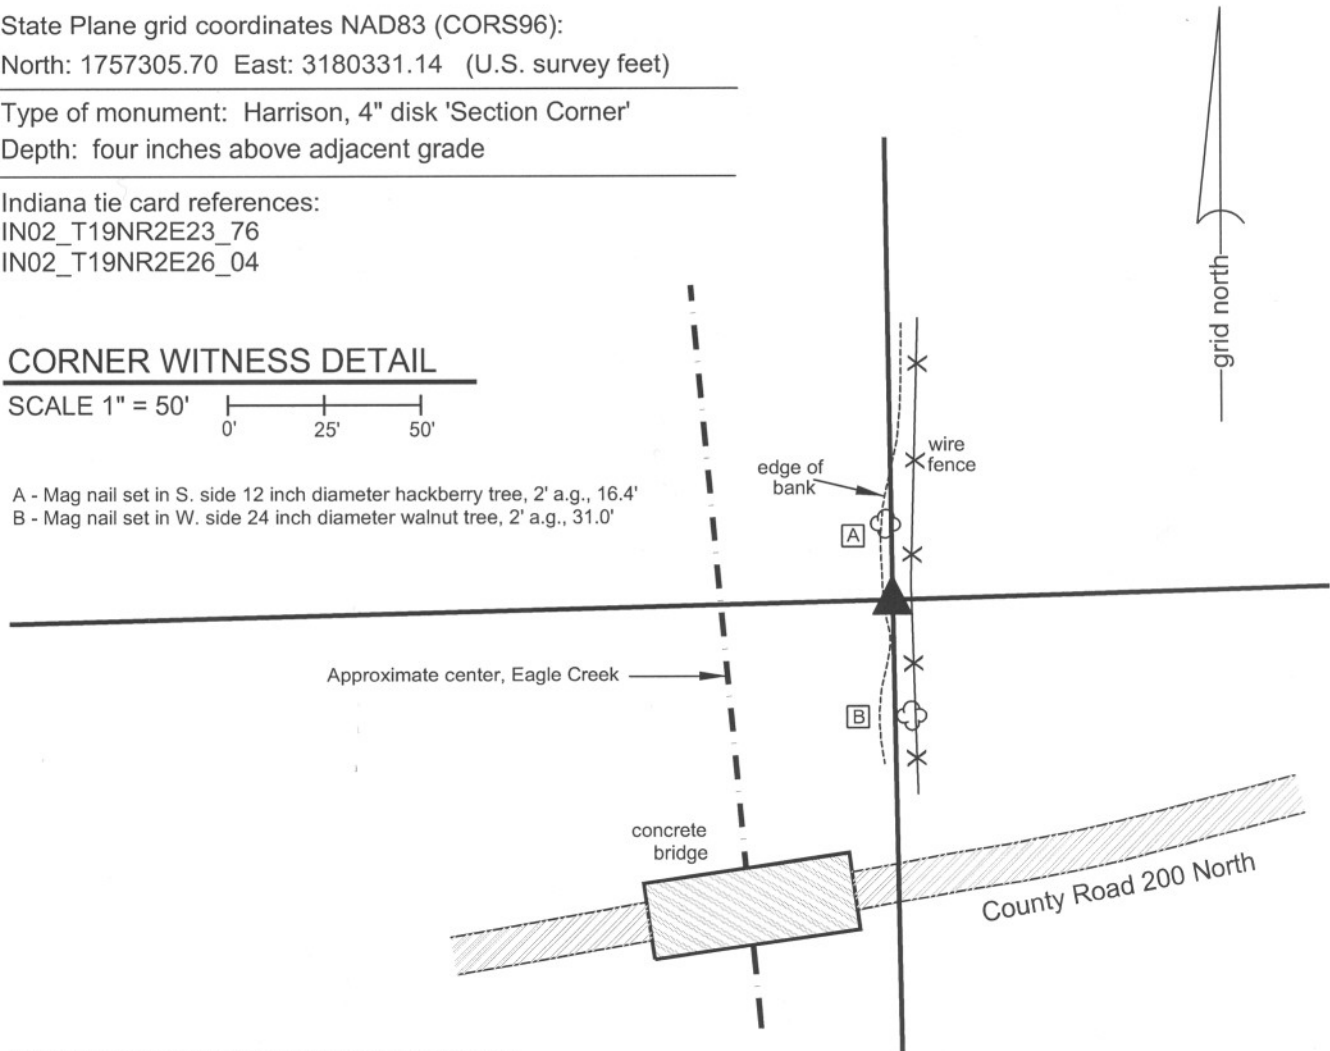 State Plane grid coordinates NAD83 (CORS96):
North: 1757305.70 East: 3180331.14 (U.S. survey feet)
Type of monument: Harrison, 4" disk 'Section Corner'
Depth: four inches above adjacent grade
Indiana tie card references:
IN02_T19NR2E23_76
IN02_T19NR2E26_04
grid north
CORNER WITNESS DETAIL
SCALE 1" = 50'
0' 25' 50'
A - Mag nail set in S. side 12 inch diameter hackberry tree, 2' a.g., 16.4'
B - Mag nail set in W. side 24 inch diameter walnut tree, 2' a.g., 31.0'
wire
fence
edge of
bank
A
Approximate center, Eagle Creek
B
concrete
bridge
County Road 200 North